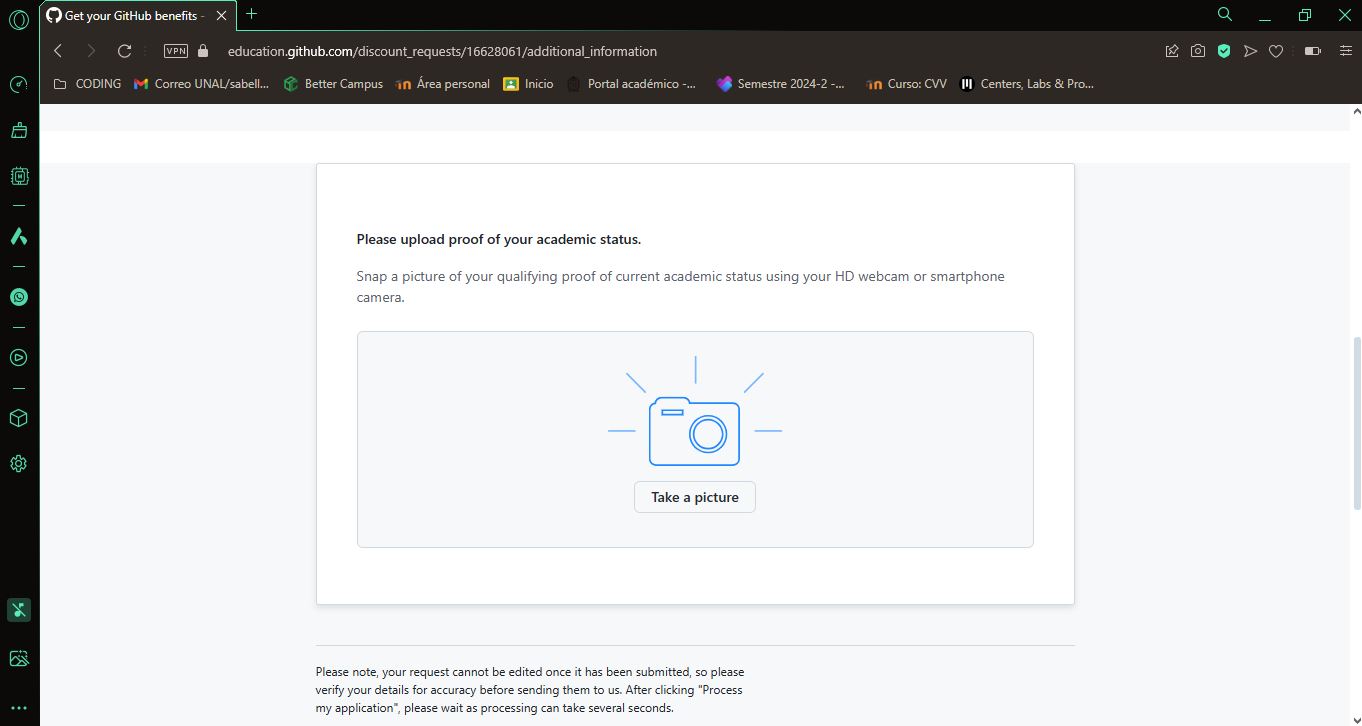 Get your GitHub benefits -
VPN
education.github.com/discount_requests/16628061/additional_information
CODING
Correo UNAL/sabell...
Better Campus
Área personal
Inicio
Portal académico -...
Semestre 2024-2 -...
Curso: CVV
Centers, Labs & Pro...
Please upload proof of your academic status.
Snap a picture of your qualifying proof of current academic status using your HD webcam or smartphone
camera.
Take a picture
Please note, your request cannot be edited once it has been submitted, so please
verify your details for accuracy before sending them to us. After clicking "Process
my application", please wait as processing can take several seconds.